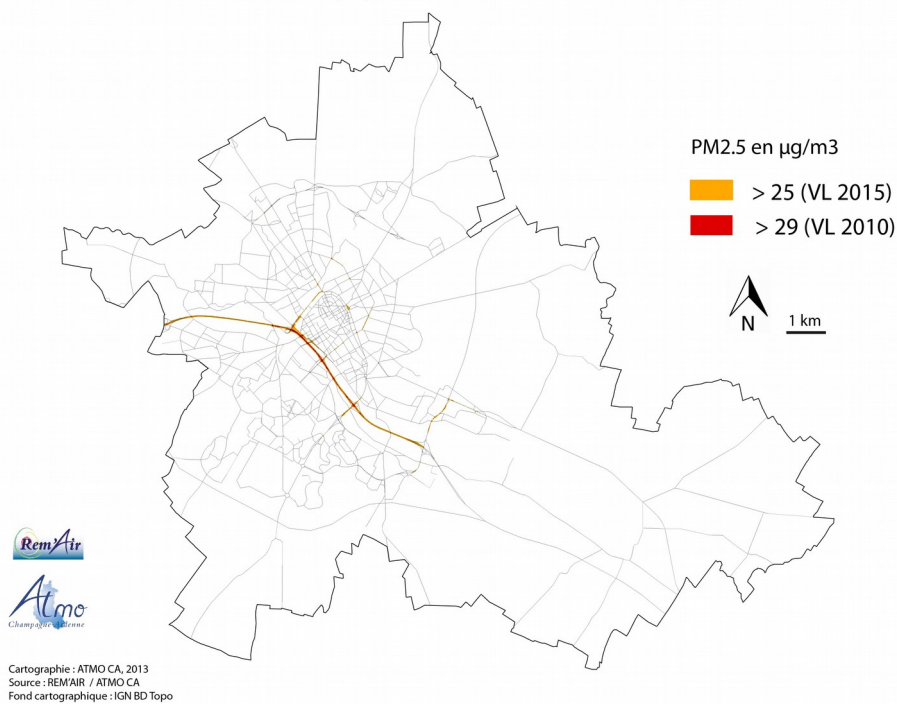 PM2.5 en µg/m3
> 25 (VL 2015)
> 29 (VL 2010)
N
1 km
Rem'Air
Atmo
Champagne-Ardenne
Cartographie : ATMO CA, 2013
Source : REM'AIR / ATMO CA
Fond cartographique : IGN BD Topo